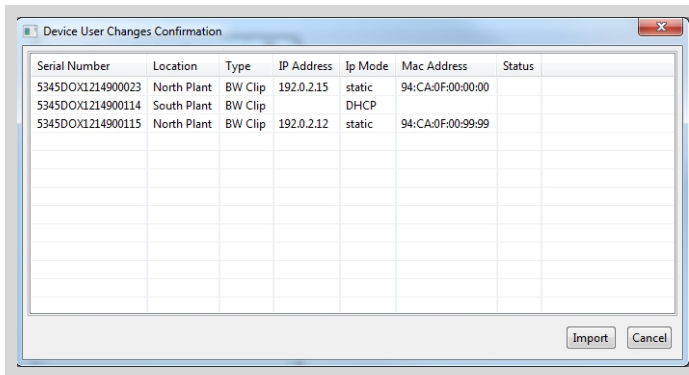 Device User Changes Confirmation
Serial Number Location Type IP Address Ip Mode Mac Address Status
5345DOX1214900023 North Plant BW Clip 192.0.2.15 static 94:CA:0F:00:00:00
5345DOX1214900114 South Plant BW Clip DHCP
5345DOX1214900115 North Plant BW Clip 192.0.2.12 static 94:CA:0F:00:99:99
Import Cancel